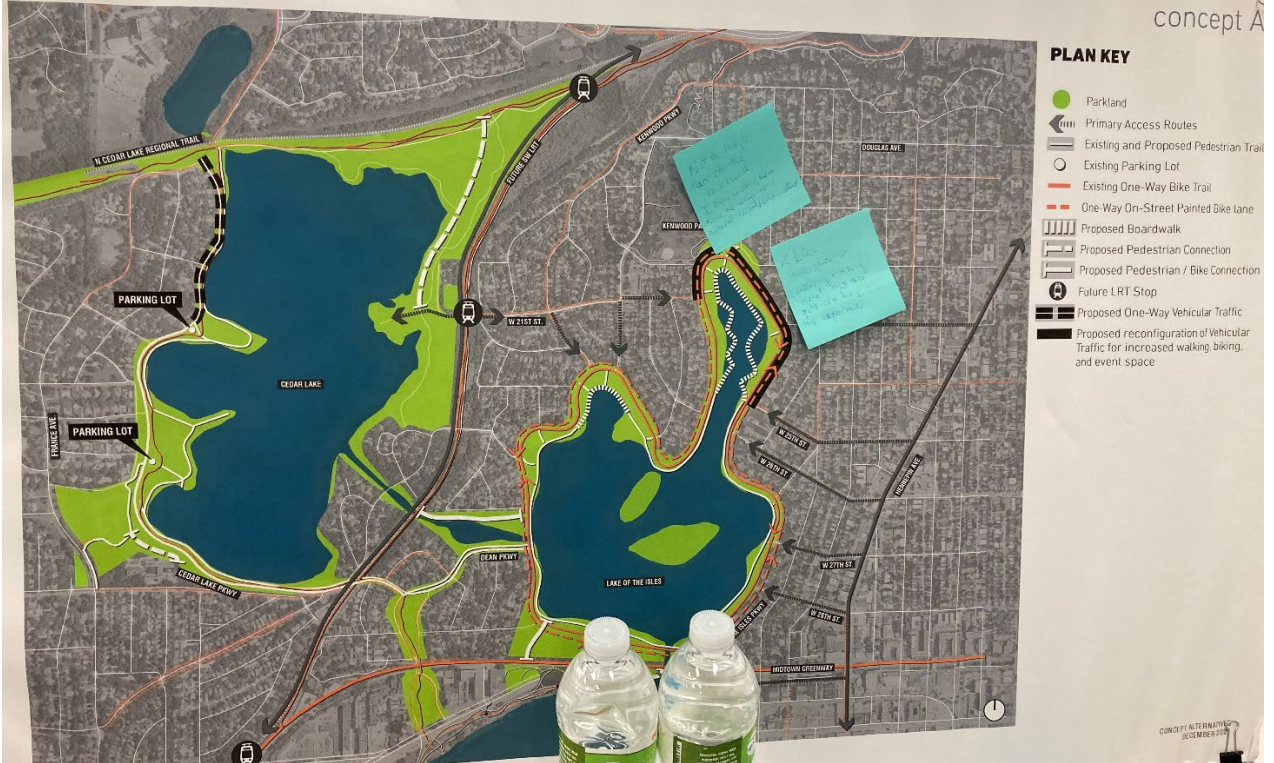 concept A
PLAN KEY
Parkland
Primary Access Routes
Existing and Proposed Pedestrian Trail
Existing Parking Lot
Existing One-Way Bike Trail
One-Way On-Street Painted Bike lane
Proposed Boardwalk
Proposed Pedestrian Connection
Proposed Pedestrian / Bike Connection
Future LRT Stop
Proposed One-Way Vehicular Traffic
Proposed reconfiguration of Vehicular
Traffic for increased walking, biking,
and event space
N CEDAR LAKE REGIONAL TRAIL
FUTURE SW LRT
KENWOOD PKWY
DOUGLAS AVE.
KENWOOD
PARKING LOT
W 21ST ST.
CEDAR LAKE
FRANCE AVE.
PARKING LOT
W 25TH ST.
HENNEPIN AVE.
DEAN PKWY
W 27TH ST.
LAKE OF THE ISLES
CEDAR LAKE PKWY
W 28TH ST.
ISLES PKWY
MIDTOWN GREENWAY
CONCEPT ALTERNATIVES
DECEMBER